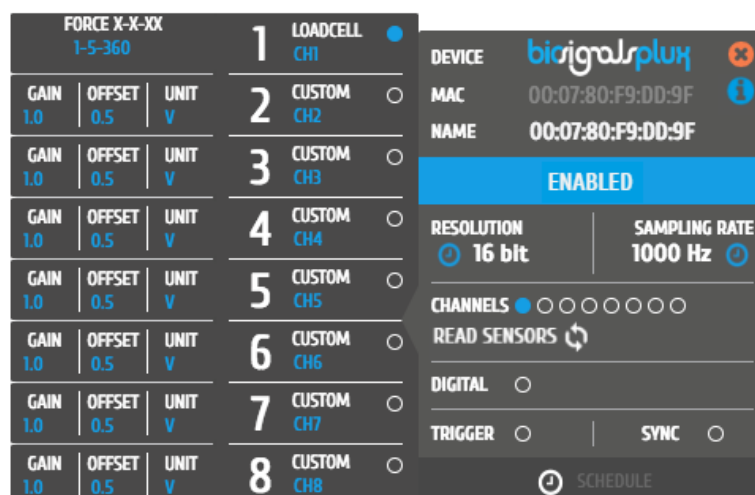 FORCE X-X-XX
1-5-360
1 LOADCELL
CH1
GAIN OFFSET UNIT
1.0 0.5 V
2 CUSTOM
CH2
GAIN OFFSET UNIT
1.0 0.5 V
3 CUSTOM
CH3
GAIN OFFSET UNIT
1.0 0.5 V
4 CUSTOM
CH4
GAIN OFFSET UNIT
1.0 0.5 V
5 CUSTOM
CH5
GAIN OFFSET UNIT
1.0 0.5 V
6 CUSTOM
CH6
GAIN OFFSET UNIT
1.0 0.5 V
7 CUSTOM
CH7
GAIN OFFSET UNIT
1.0 0.5 V
8 CUSTOM
CH8
DEVICE biosignalsplux
MAC 00:07:80:F9:DD:9F
NAME 00:07:80:F9:DD:9F
ENABLED
RESOLUTION SAMPLING RATE
16 bit 1000 Hz
CHANNELS
READ SENSORS
DIGITAL
TRIGGER SYNC
SCHEDULE